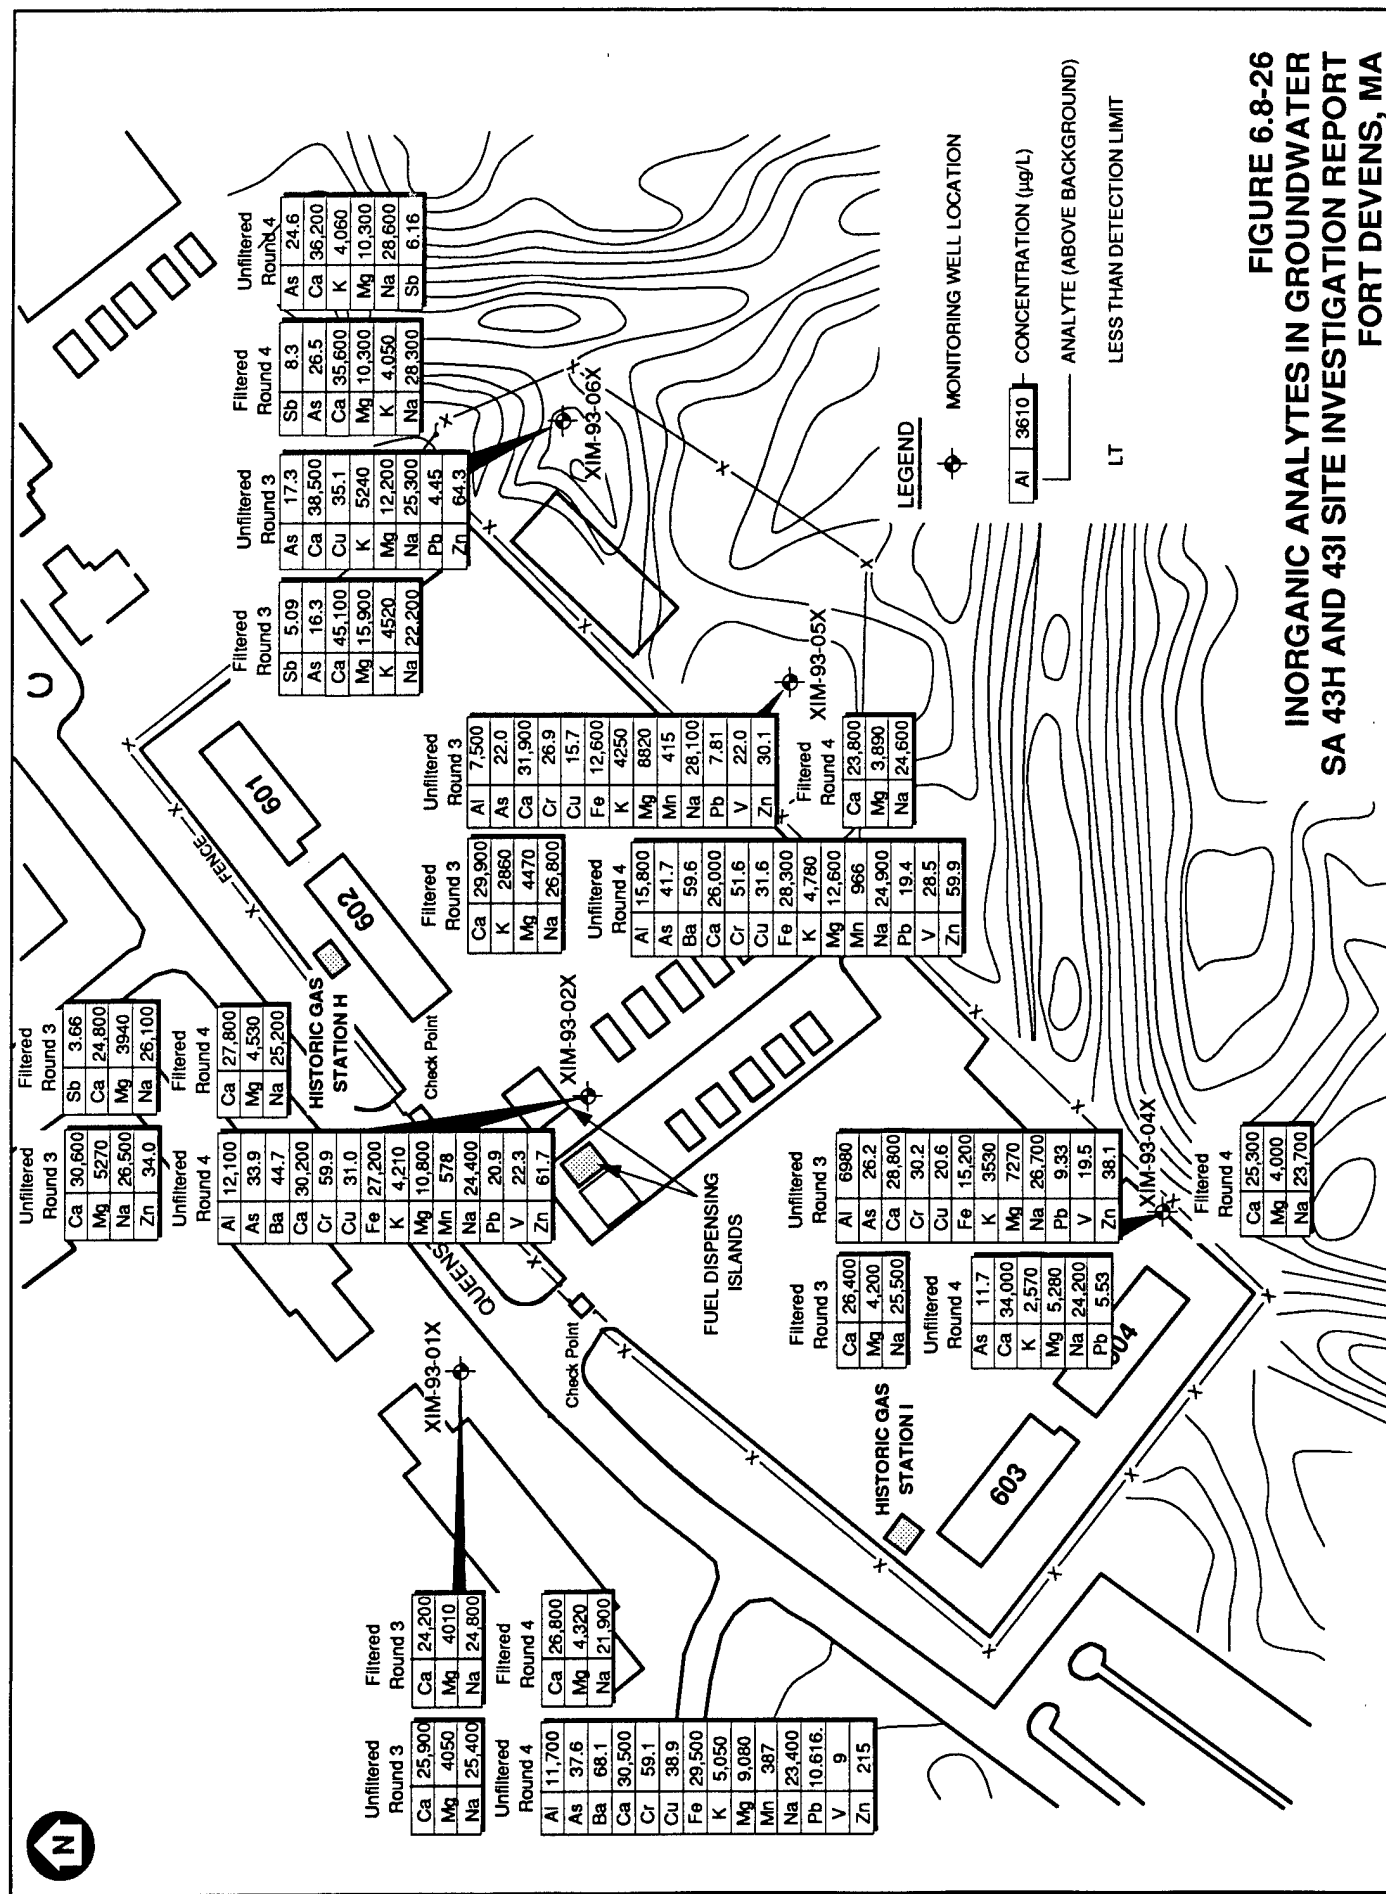 N
Unfiltered
Round 3
Ca 25,900
Mg 4050
Na 25,400
Filtered
Round 3
Ca 24,200
Mg 4010
Na 24,800
Unfiltered
Round 4
Al 11,700
As 37.6
Ba 68.1
Ca 30,500
Cr 59.1
Cu 38.9
Fe 29,500
K 5,050
Mg 9,080
Mn 387
Na 23,400
Pb 10.616.
V 9
Zn 215
Filtered
Round 4
Ca 26,800
Mg 4,320
Na 21,900
XIM-93-01X
Unfiltered
Round 3
Ca 30,600
Mg 5270
Na 26,500
Zn 34.0
Filtered
Round 3
Sb 3.66
Ca 24,800
Mg 3940
Na 26,100
Unfiltered
Round 4
Al 12,100
As 33.9
Ba 44.7
Ca 30,200
Cr 59.9
Cu 31.0
Fe 27,200
K 4,210
Mg 10,800
Mn 578
Na 24,400
Pb 20.9
V 22.3
Zn 61.7
Filtered
Round 4
Ca 27,800
Mg 4,530
Na 25,200
XIM-93-02X
HISTORIC GAS
STATION H
Check Point
QUEENS
Check Point
FUEL DISPENSING
ISLANDS
FENCE
601
602
Filtered
Round 3
Sb 5.09
As 16.3
Ca 45,100
Mg 15,900
K 4520
Na 22,200
Unfiltered
Round 3
As 17.3
Ca 38,500
Cu 35.1
K 5240
Mg 12,200
Na 25,300
Pb 4.45
Zn 64.3
Filtered
Round 4
Sb 8.3
As 26.5
Ca 35,600
Mg 10,300
K 4,050
Na 28,300
Unfiltered
Round 4
As 24.6
Ca 36,200
K 4,060
Mg 10,300
Na 28,600
Sb 6.16
XIM-93-06X
Filtered
Round 3
Ca 29,900
K 2860
Mg 4470
Na 26,800
Unfiltered
Round 3
Al 7,500
As 22.0
Ca 31,900
Cr 26.9
Cu 15.7
Fe 12,600
K 4250
Mg 8820
Mn 415
Na 28,100
Pb 7.81
V 22.0
Zn 30.1
Unfiltered
Round 4
Al 15,800
As 41.7
Ba 59.6
Ca 26,000
Cr 51.6
Cu 31.6
Fe 28,300
K 4,780
Mg 12,600
Mn 966
Na 24,900
Pb 19.4
V 28.5
Zn 59.9
Filtered
Round 4
Ca 23,800
Mg 3,890
Na 24,600
XIM-93-05X
Filtered
Round 3
Ca 26,400
Mg 4,200
Na 25,500
Unfiltered
Round 3
Al 6980
As 26.2
Ca 28,800
Cr 30.2
Cu 20.6
Fe 15,200
K 3530
Mg 7270
Na 26,700
Pb 9.33
V 19.5
Zn 38.1
Unfiltered
Round 4
As 11.7
Ca 34,000
K 2,570
Mg 5,280
Na 24,200
Pb 5.53
Filtered
Round 4
Ca 25,300
Mg 4,000
Na 23,700
XIM-93-04X
HISTORIC GAS
STATION I
603
604
LEGEND
MONITORING WELL LOCATION
Al 3610
CONCENTRATION (µg/L)
ANALYTE (ABOVE BACKGROUND)
LT LESS THAN DETECTION LIMIT
FIGURE 6.8-26
INORGANIC ANALYTES IN GROUNDWATER
SA 43H AND 43I SITE INVESTIGATION REPORT
FORT DEVENS, MA